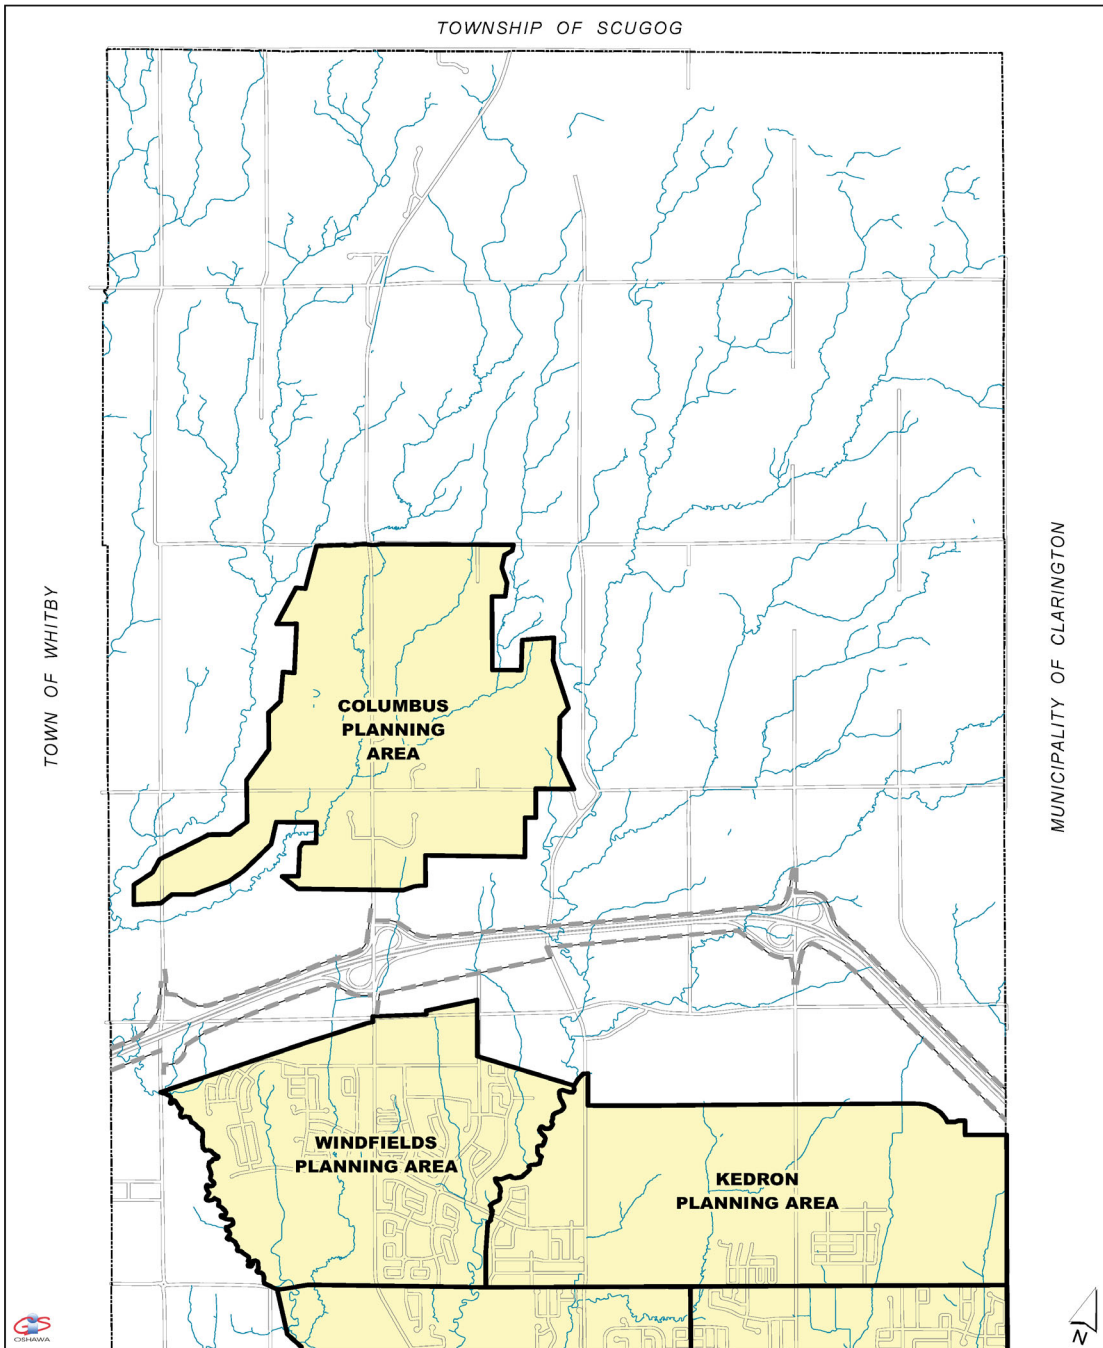 TOWNSHIP OF SCUGOG
TOWN OF WHITBY
MUNICIPALITY OF CLARINGTON
COLUMBUS
PLANNING
AREA
WINDFIELDS
PLANNING AREA
KEDRON
PLANNING AREA
GIS
OSHAWA
N